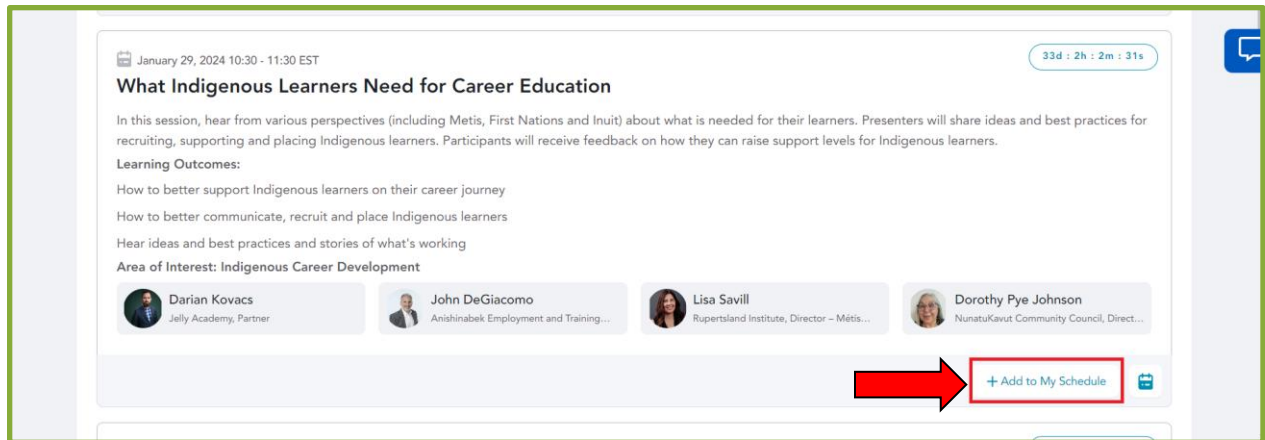 January 29, 2024 10:30 - 11:30 EST
33d : 2h : 2m : 31s
What Indigenous Learners Need for Career Education
In this session, hear from various perspectives (including Metis, First Nations and Inuit) about what is needed for their learners. Presenters will share ideas and best practices for
recruiting, supporting and placing Indigenous learners. Participants will receive feedback on how they can raise support levels for Indigenous learners.
Learning Outcomes:
How to better support Indigenous learners on their career journey
How to better communicate, recruit and place Indigenous learners
Hear ideas and best practices and stories of what's working
Area of Interest: Indigenous Career Development
Darian Kovacs
Jelly Academy, Partner
John DeGiacomo
Anishinabek Employment and Training...
Lisa Savill
Rupertsland Institute, Director – Métis...
Dorothy Pye Johnson
NunatuKavut Community Council, Direct...
+ Add to My Schedule